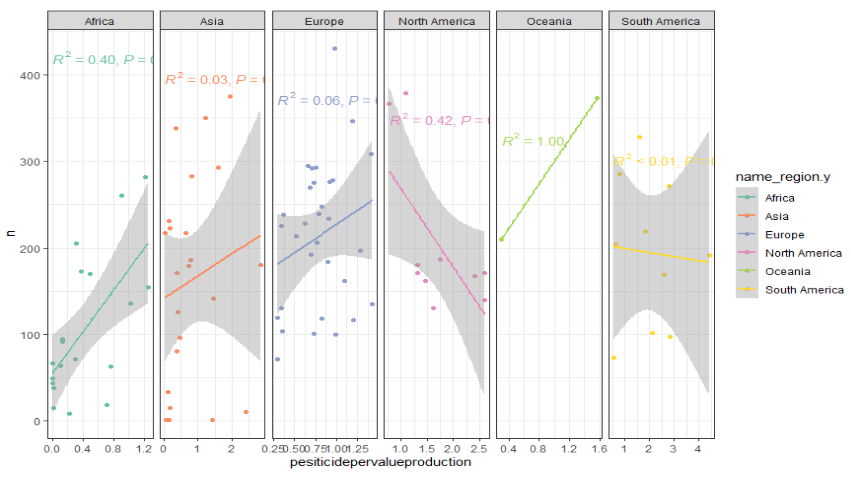 Africa
Asia
Europe
North America
Oceania
South America
R² = 0.40, P = 
R² = 0.03, P = 
R² = 0.06, P = 
R² = 0.42, P = 
R² = 1.00,
R² < 0.01, P = 
400
300
200
100
0
n
0.0 0.4 0.8 1.2
0 1 2
0.25 0.50 0.75 1.00 1.25
1.0 1.5 2.0 2.5
0.4 0.8 1.2 1.6
1 2 3 4
pesiticidepervalueproduction
name_region.y
Africa
Asia
Europe
North America
Oceania
South America